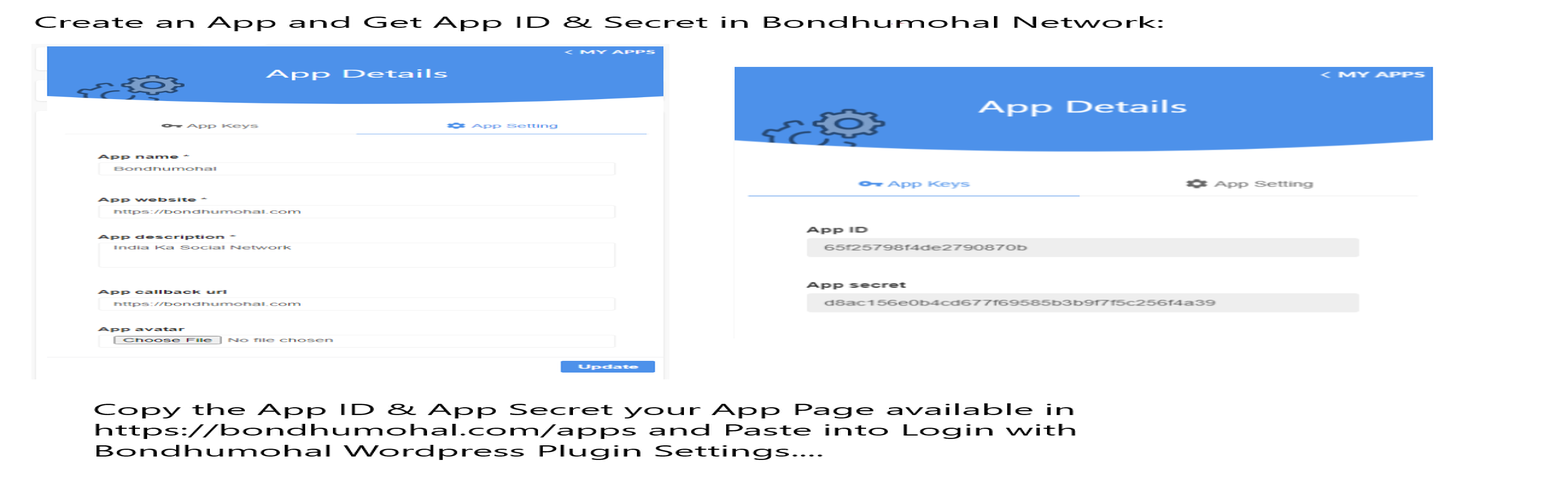 Create an App and Get App ID & Secret in Bondhumohal Network:
< MY APPS
App Details
App Keys
App Setting
App name *
Bondhumohal
App website *
https://bondhumohal.com
App description *
India Ka Social Network
App callback url
https://bondhumohal.com
App avatar
Choose File No file chosen
Update
< MY APPS
App Details
App Keys
App Setting
App ID
65f25798f4de2790870b
App secret
d8ac156e0b4cd677f69585b3b9f7f5c256f4a39
Copy the App ID & App Secret your App Page available in
https://bondhumohal.com/apps and Paste into Login with
Bondhumohal Wordpress Plugin Settings....